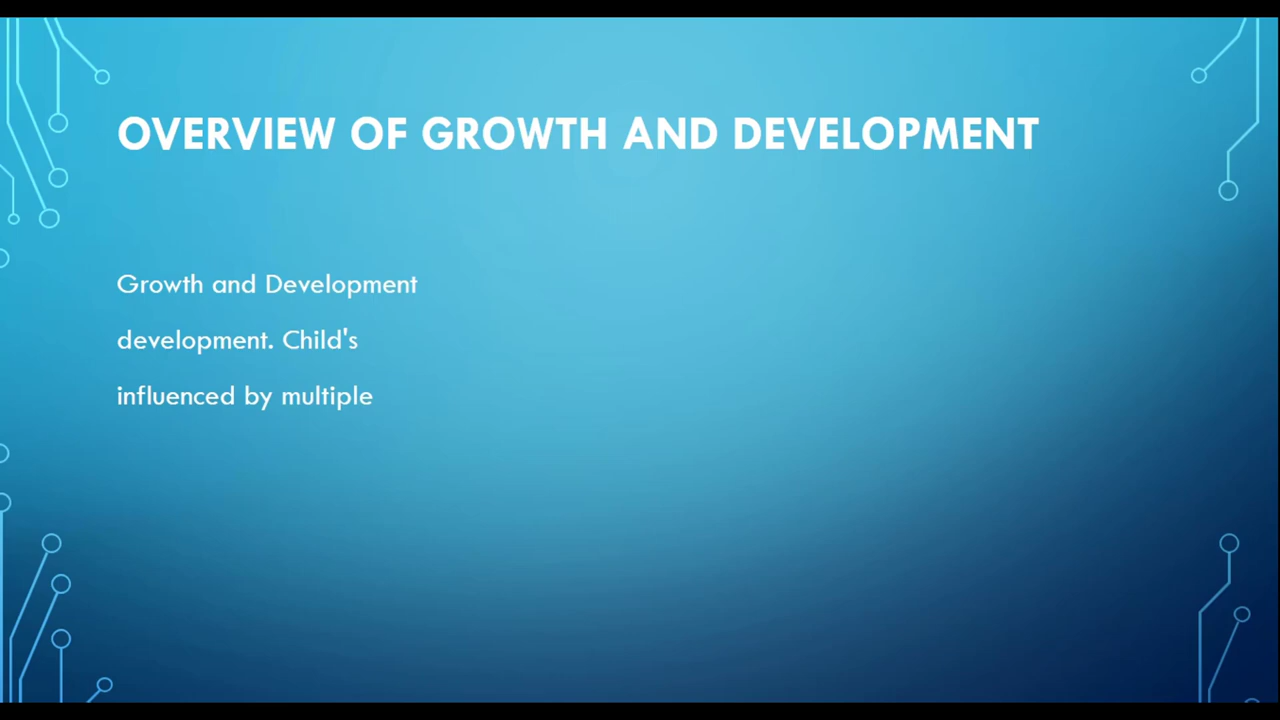 OVERVIEW OF GROWTH AND DEVELOPMENT
Growth and Development
development. Child's
influenced by multiple